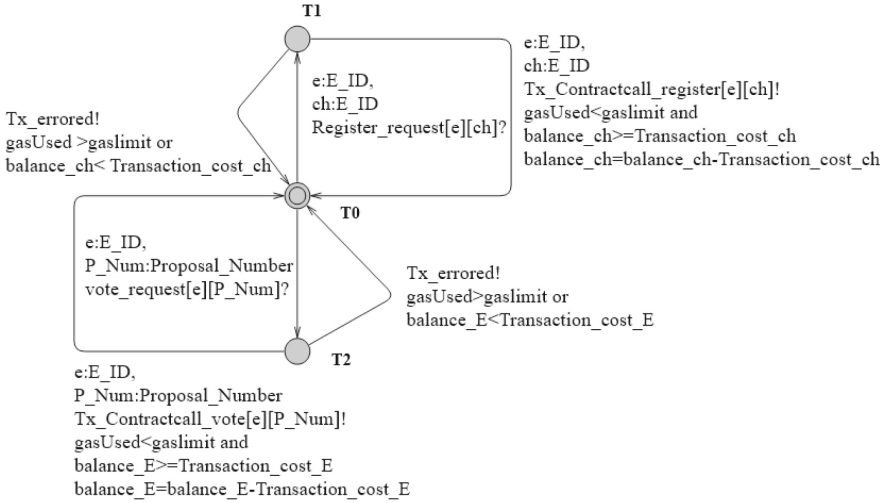 T1
e:E_ID,
ch:E_ID
Tx_Contractcall_register[e][ch]!
gasUsed<gaslimit and
balance_ch>=Transaction_cost_ch
balance_ch=balance_ch-Transaction_cost_ch
e:E_ID,
ch:E_ID
Register_request[e][ch]?
Tx_errored!
gasUsed >gaslimit or
balance_ch< Transaction_cost_ch
T0
e:E_ID,
P_Num:Proposal_Number
vote_request[e][P_Num]?
Tx_errored!
gasUsed>gaslimit or
balance_E<Transaction_cost_E
T2
e:E_ID,
P_Num:Proposal_Number
Tx_Contractcall_vote[e][P_Num]!
gasUsed<gaslimit and
balance_E>=Transaction_cost_E
balance_E=balance_E-Transaction_cost_E